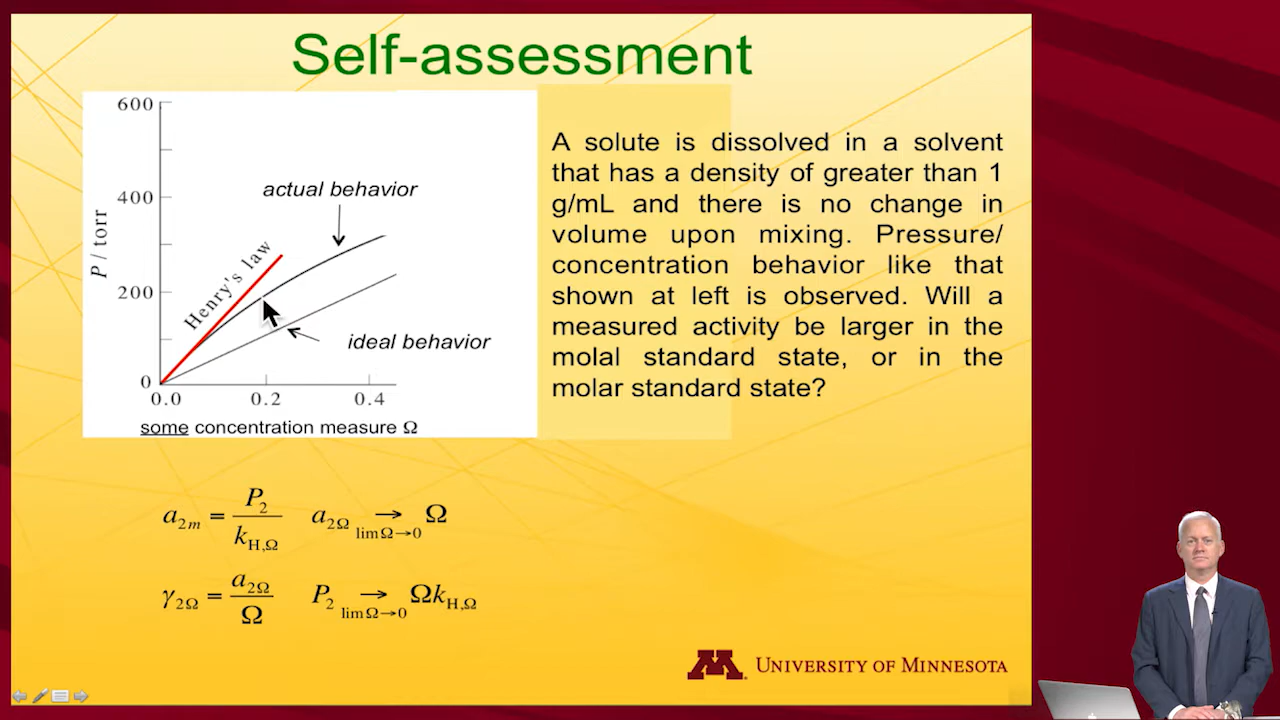 Self-assessment
600
400
200
0
0.0 0.2 0.4
P / torr
Henry's law
actual behavior
ideal behavior
some concentration measure Ω
A solute is dissolved in a solvent
that has a density of greater than 1
g/mL and there is no change in
volume upon mixing. Pressure/
concentration behavior like that
shown at left is observed. Will a
measured activity be larger in the
molal standard state, or in the
molar standard state?
a₂ₘ = P₂ / k_H,Ω   a₂Ω → Ω
lim Ω→0
γ₂Ω = a₂Ω / Ω   P₂ → Ωk_H,Ω
lim Ω→0
M UNIVERSITY OF MINNESOTA